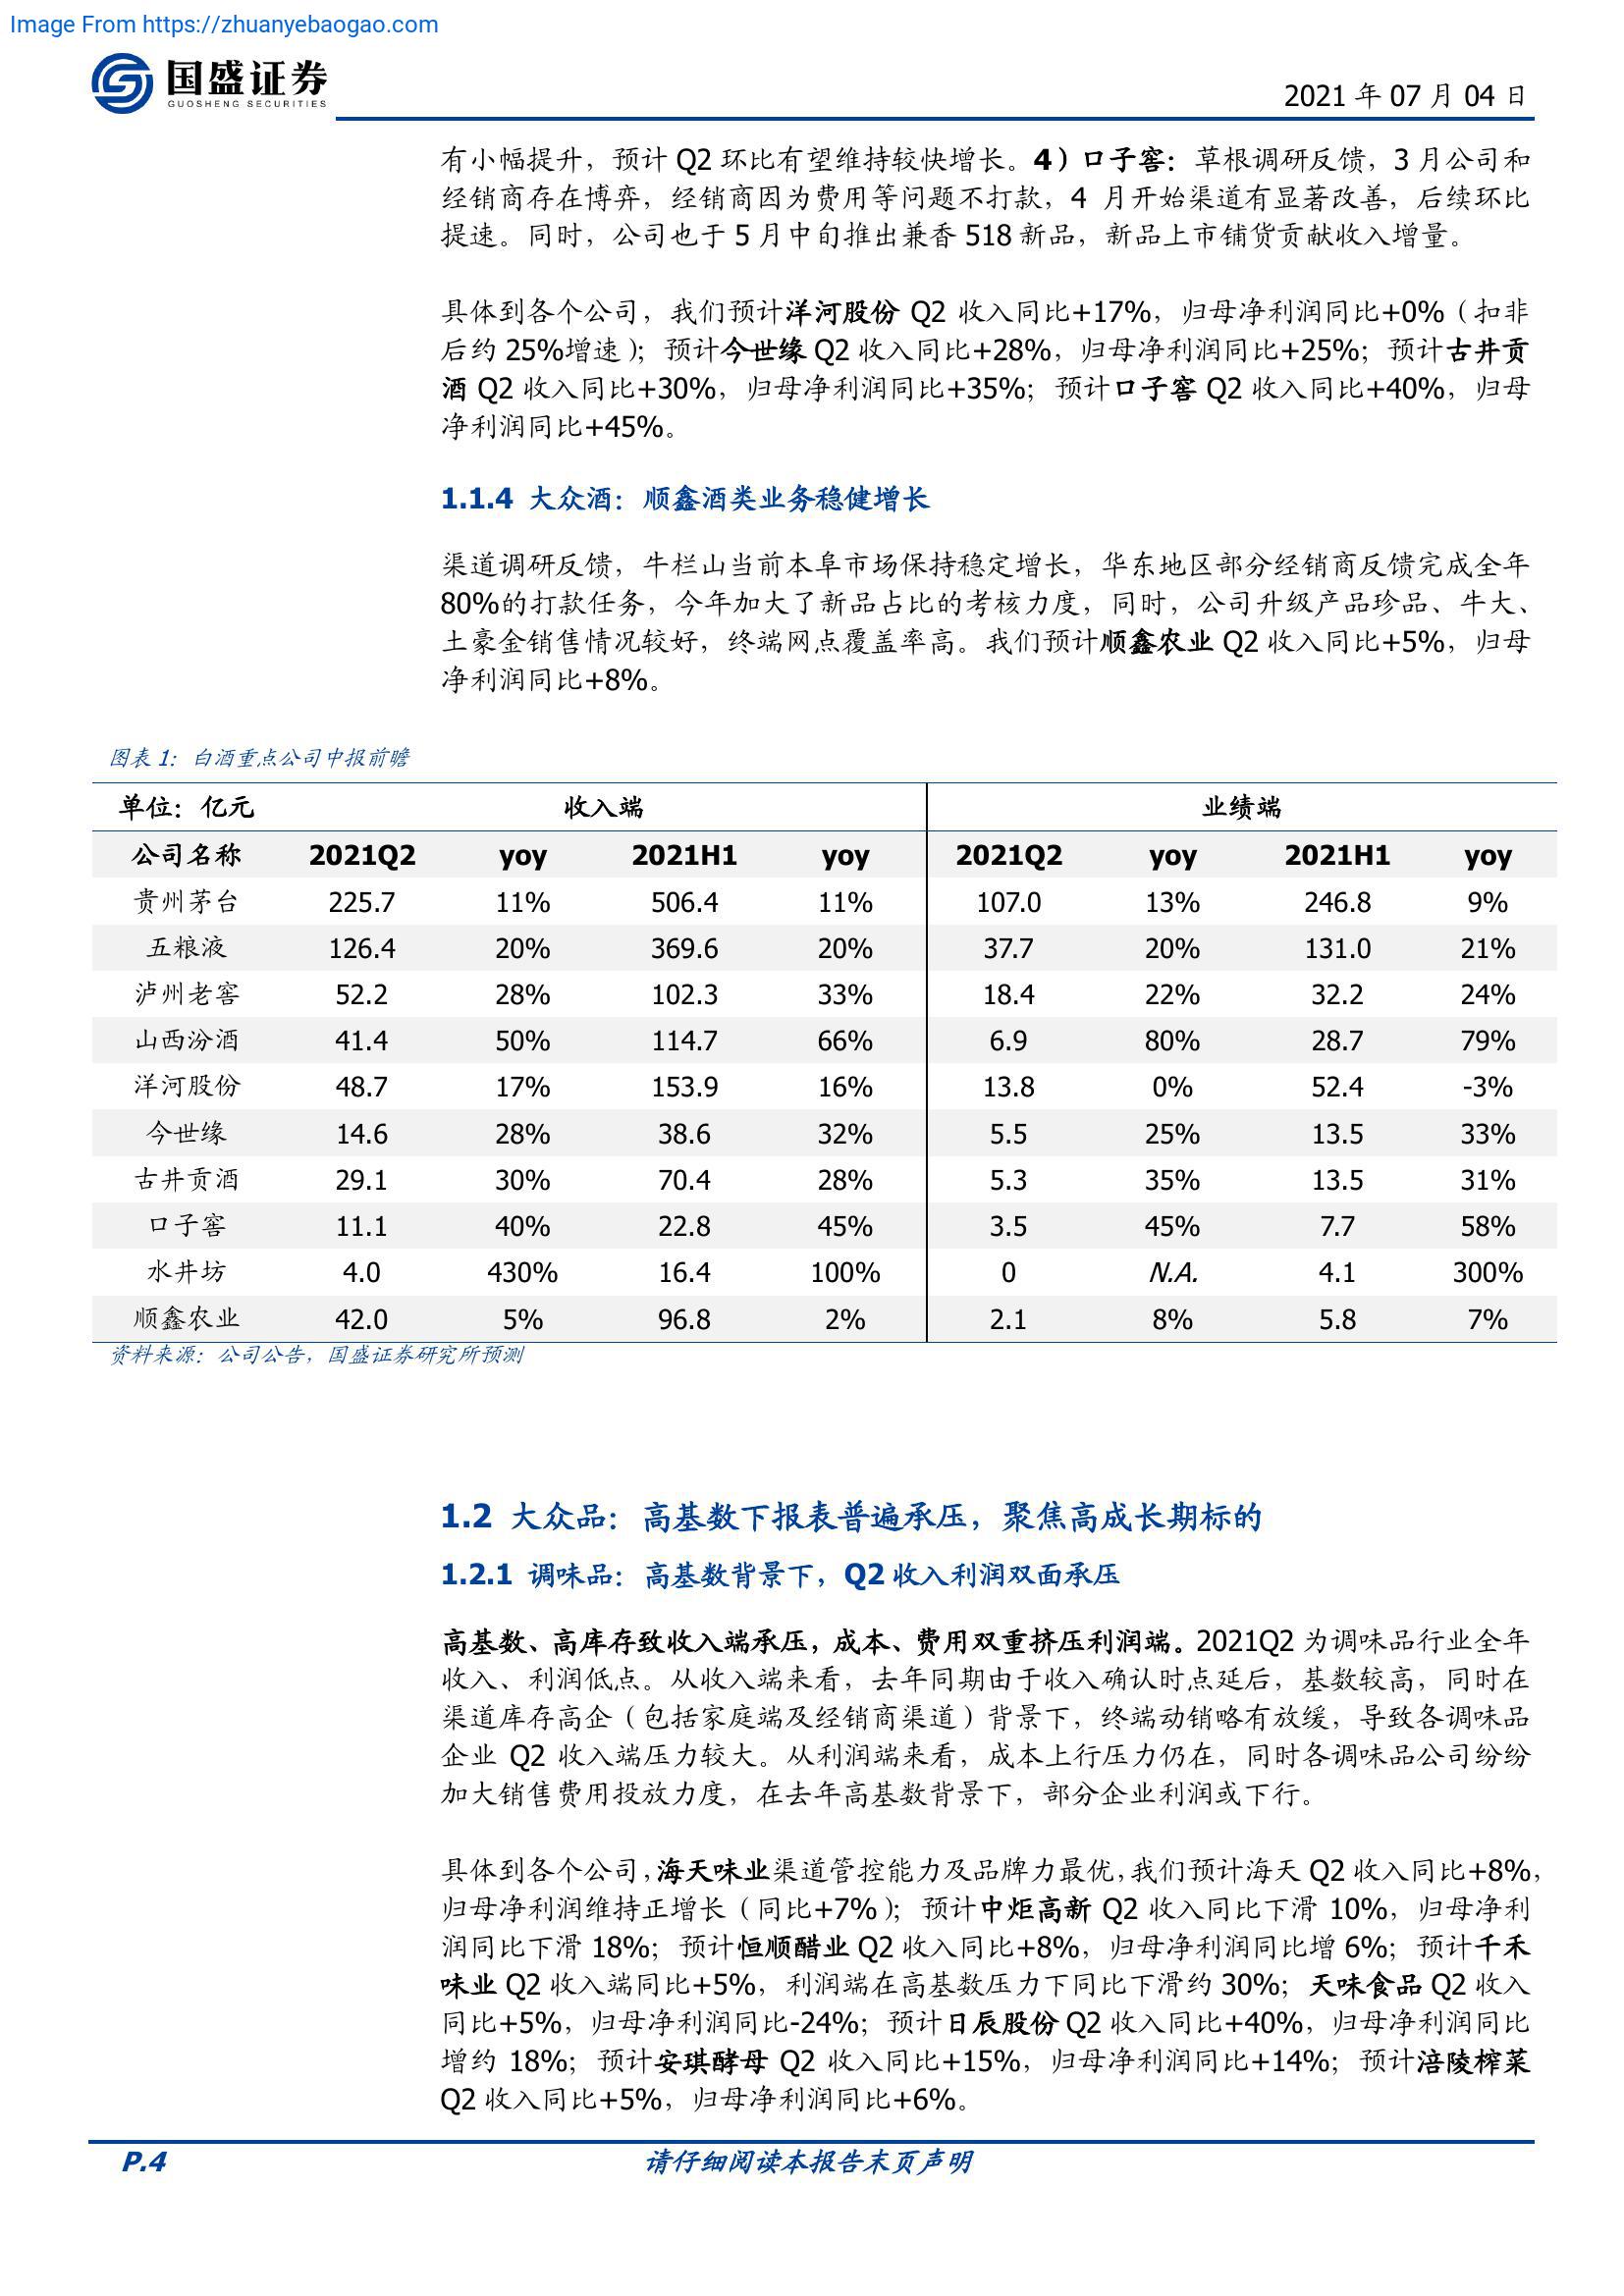 Image From https://zhuanyebaogao.com
国盛证券
GUOSHENG SECURITIES
2021 年 07 月 04 日
有小幅提升，预计 Q2 环比有望维持较快增长。4）口子窖：草根调研反馈，3 月公司和
经销商存在博弈，经销商因为费用等问题不打款，4 月开始渠道有显著改善，后续环比
提速。同时，公司也于 5 月中旬推出兼香 518 新品，新品上市铺货贡献收入增量。
具体到各个公司，我们预计洋河股份 Q2 收入同比+17%，归母净利润同比+0%（扣非
后约 25%增速）；预计今世缘 Q2 收入同比+28%，归母净利润同比+25%；预计古井贡
酒 Q2 收入同比+30%，归母净利润同比+35%；预计口子窖 Q2 收入同比+40%，归母
净利润同比+45%。
1.1.4 大众酒：顺鑫酒类业务稳健增长
渠道调研反馈，牛栏山当前本阜市场保持稳定增长，华东地区部分经销商反馈完成全年
80%的打款任务，今年加大了新品占比的考核力度，同时，公司升级产品珍品、牛大、
土豪金销售情况较好，终端网点覆盖率高。我们预计顺鑫农业 Q2 收入同比+5%，归母
净利润同比+8%。
图表 1：白酒重点公司中报前瞻
单位：亿元 收入端 业绩端
公司名称 2021Q2 yoy 2021H1 yoy 2021Q2 yoy 2021H1 yoy
贵州茅台 225.7 11% 506.4 11% 107.0 13% 246.8 9%
五粮液 126.4 20% 369.6 20% 37.7 20% 131.0 21%
泸州老窖 52.2 28% 102.3 33% 18.4 22% 32.2 24%
山西汾酒 41.4 50% 114.7 66% 6.9 80% 28.7 79%
洋河股份 48.7 17% 153.9 16% 13.8 0% 52.4 -3%
今世缘 14.6 28% 38.6 32% 5.5 25% 13.5 33%
古井贡酒 29.1 30% 70.4 28% 5.3 35% 13.5 31%
口子窖 11.1 40% 22.8 45% 3.5 45% 7.7 58%
水井坊 4.0 430% 16.4 100% 0 N.A. 4.1 300%
顺鑫农业 42.0 5% 96.8 2% 2.1 8% 5.8 7%
资料来源：公司公告，国盛证券研究所预测
1.2 大众品：高基数下报表普遍承压，聚焦高成长期标的
1.2.1 调味品：高基数背景下，Q2 收入利润双面承压
高基数、高库存致收入端承压，成本、费用双重挤压利润端。2021Q2 为调味品行业全年
收入、利润低点。从收入端来看，去年同期由于收入确认时点延后，基数较高，同时在
渠道库存高企（包括家庭端及经销商渠道）背景下，终端动销略有放缓，导致各调味品
企业 Q2 收入端压力较大。从利润端来看，成本上行压力仍在，同时各调味品公司纷纷
加大销售费用投放力度，在去年高基数背景下，部分企业利润或下行。
具体到各个公司，海天味业渠道管控能力及品牌力最优，我们预计海天 Q2 收入同比+8%，
归母净利润维持正增长（同比+7%）；预计中炬高新 Q2 收入同比下滑 10%，归母净利
润同比下滑 18%；预计恒顺醋业 Q2 收入同比+8%，归母净利润同比增 6%；预计千禾
味业 Q2 收入端同比+5%，利润端在高基数压力下同比下滑约 30%；天味食品 Q2 收入
同比+5%，归母净利润同比-24%；预计日辰股份 Q2 收入同比+40%，归母净利润同比
增约 18%；预计安琪酵母 Q2 收入同比+15%，归母净利润同比+14%；预计涪陵榨菜
Q2 收入同比+5%，归母净利润同比+6%。
P.4 请仔细阅读本报告末页声明